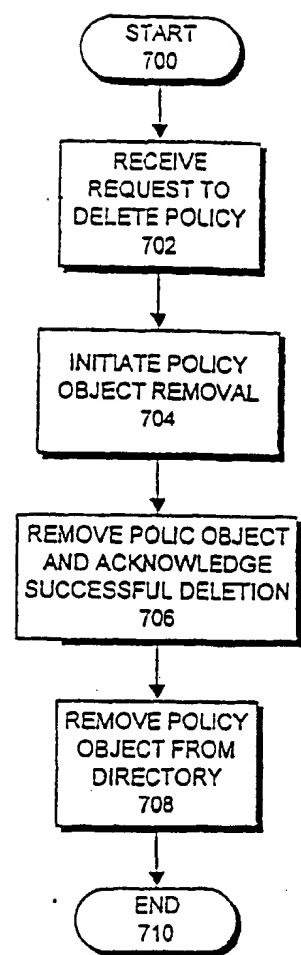 START
700
RECEIVE
REQUEST TO
DELETE POLICY
702
INITIATE POLICY
OBJECT REMOVAL
704
REMOVE POLIC OBJECT
AND ACKNOWLEDGE
SUCCESSFUL DELETION
706
REMOVE POLICY
OBJECT FROM
DIRECTORY
708
END
710